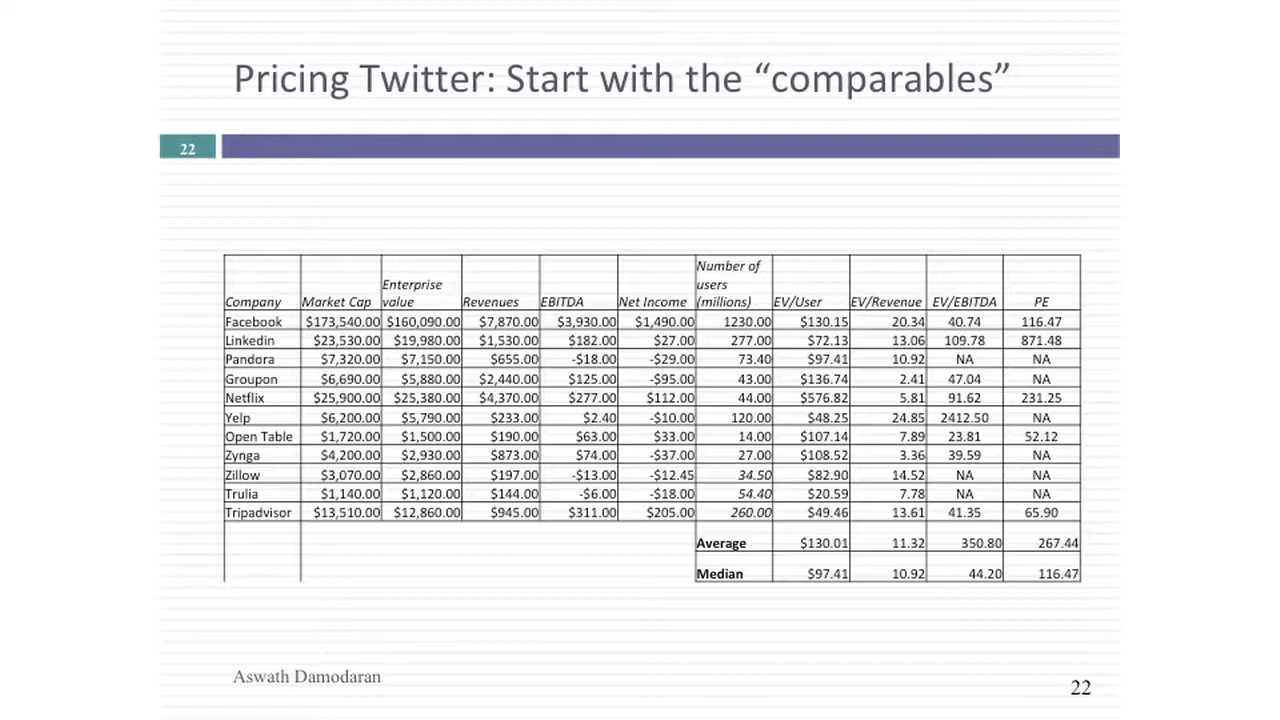 Pricing Twitter: Start with the “comparables”
22
Company Market Cap Enterprise value Revenues EBITDA Net Income Number of users (millions) EV/User EV/Revenue EV/EBITDA PE
Facebook $173,540.00 $160,090.00 $7,870.00 $3,930.00 $1,490.00 1230.00 $130.15 20.34 40.74 116.47
Linkedin $23,530.00 $19,980.00 $1,530.00 $182.00 $27.00 277.00 $72.13 13.06 109.78 871.48
Pandora $7,320.00 $7,150.00 $655.00 -$18.00 -$29.00 73.40 $97.41 10.92 NA NA
Groupon $6,690.00 $5,880.00 $2,440.00 $125.00 -$95.00 43.00 $136.74 2.41 47.04 NA
Netflix $25,900.00 $25,380.00 $4,370.00 $277.00 $112.00 44.00 $576.82 5.81 91.62 231.25
Yelp $6,200.00 $5,790.00 $233.00 $2.40 -$10.00 120.00 $48.25 24.85 2412.50 NA
Open Table $1,720.00 $1,500.00 $190.00 $63.00 $33.00 14.00 $107.14 7.89 23.81 52.12
Zynga $4,200.00 $2,930.00 $873.00 $74.00 -$37.00 27.00 $108.52 3.36 39.59 NA
Zillow $3,070.00 $2,860.00 $197.00 -$13.00 -$12.45 34.50 $82.90 14.52 NA NA
Trulia $1,140.00 $1,120.00 $144.00 -$6.00 -$18.00 54.40 $20.59 7.78 NA NA
Tripadvisor $13,510.00 $12,860.00 $945.00 $311.00 $205.00 260.00 $49.46 13.61 41.35 65.90
Average $130.01 11.32 350.80 267.44
Median $97.41 10.92 44.20 116.47
Aswath Damodaran
22